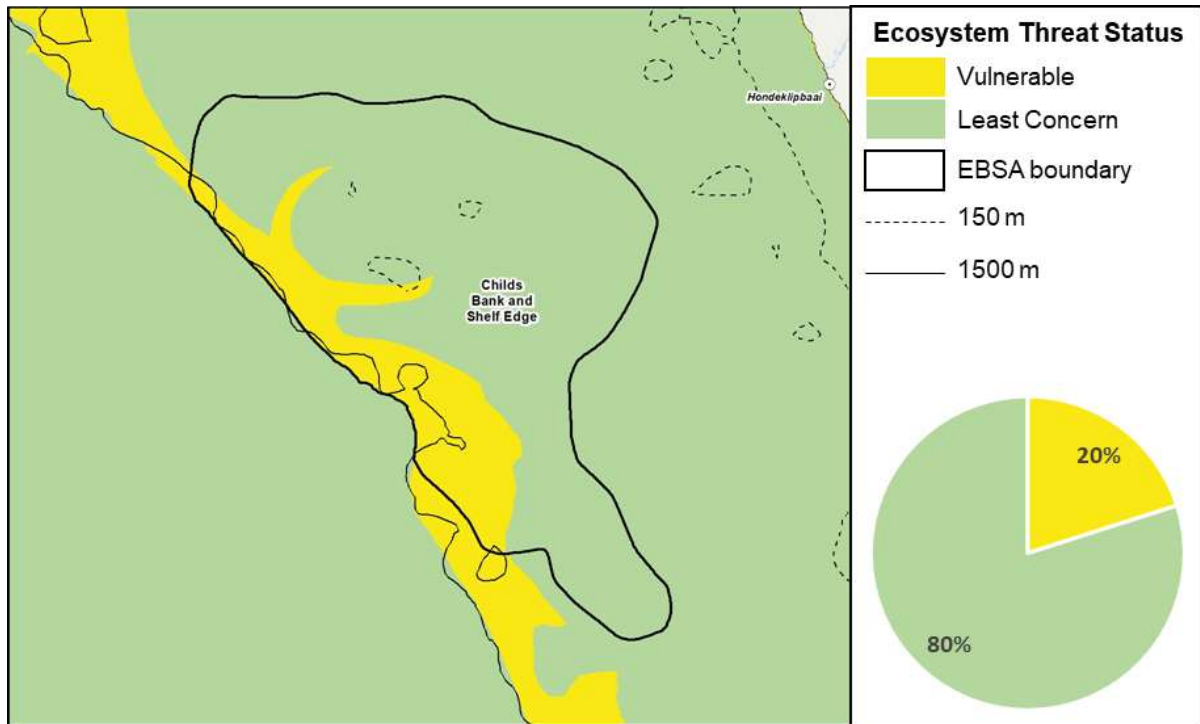 Hondeklipbaai
Childs
Bank and
Shelf Edge
Ecosystem Threat Status
Vulnerable
Least Concern
EBSA boundary
150 m
1500 m
20%
80%